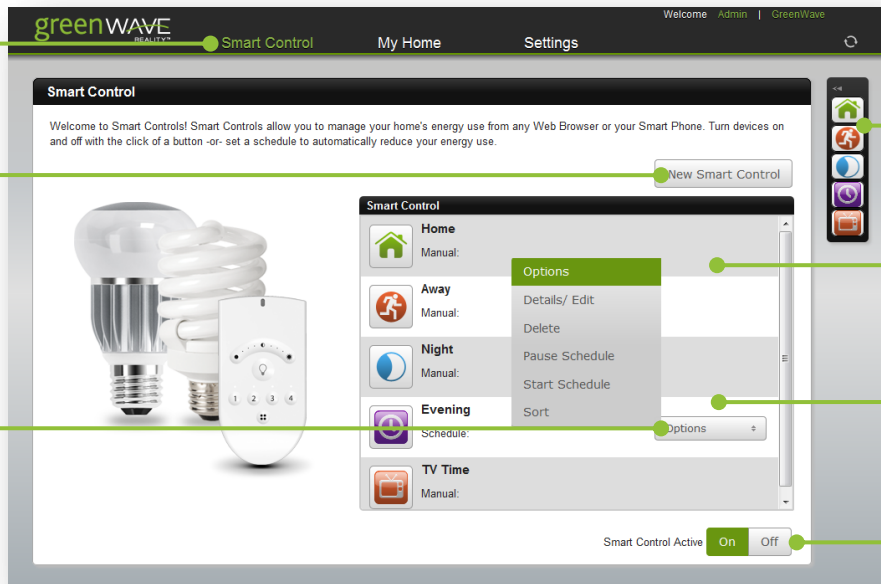 Welcome Admin | GreenWave
greenWAVE
REALITY™
Smart Control My Home Settings
Smart Control
Welcome to Smart Controls! Smart Controls allow you to manage your home's energy use from any Web Browser or your Smart Phone. Turn devices on
and off with the click of a button -or- set a schedule to automatically reduce your energy use.
New Smart Control
Smart Control
Home
Manual:
Options
Away
Details/ Edit
Manual:
Delete
Night
Pause Schedule
Manual:
Start Schedule
Evening
Sort
Schedule:
Options
TV Time
Manual:
1 2 3 4
Smart Control Active On Off